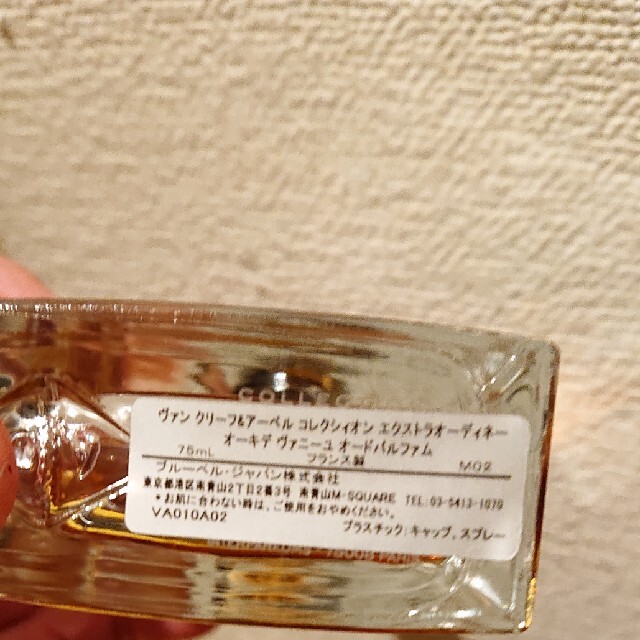 ヴァン クリーフ&アーペル コレクシィオン エクストラオーディネー
オーキデ ヴァニーユ オードパルファム
75mL フランス製 M02
ブルーベル・ジャパン株式会社
東京都港区南青山2丁目2番3号 南青山M-SQUARE TEL:03-5413-1070
*お肌に合わない時は、ご使用をおやめください。
VA010A02 プラスチック:キャップ、スプレー